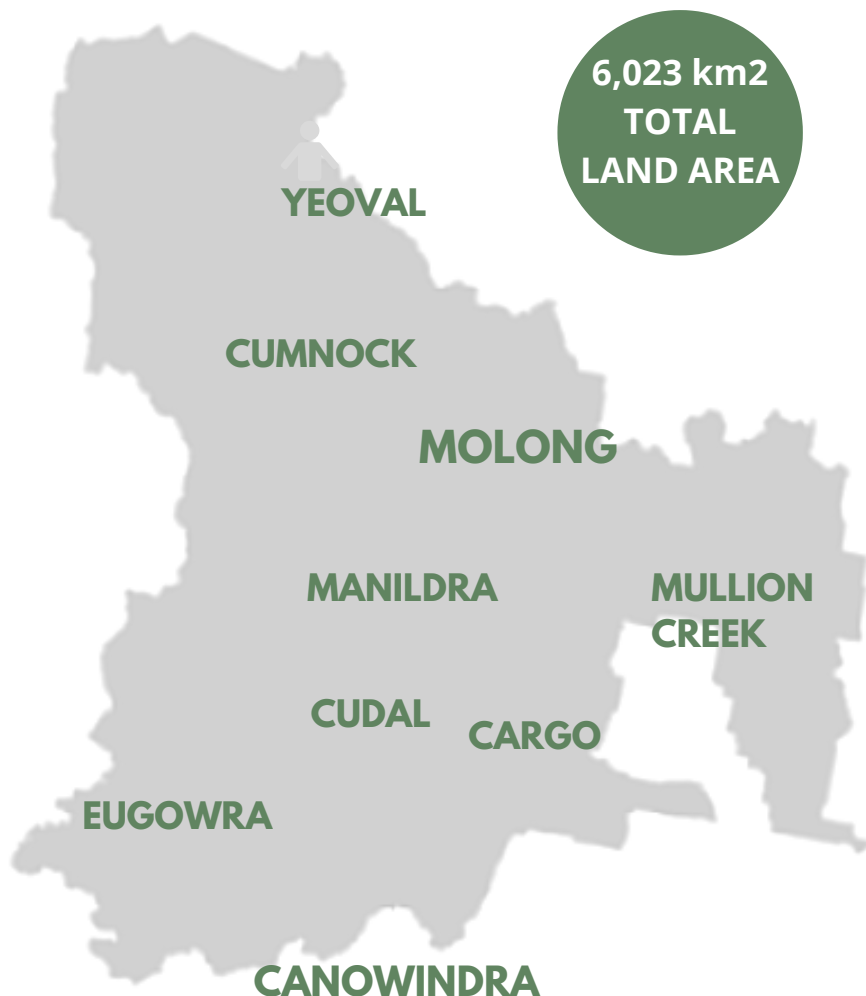 6,023 km2
TOTAL
LAND AREA
YEOVAL
CUMNOCK
MOLONG
MANILDRA
MULLION
CREEK
CUDAL
CARGO
EUGOWRA
CANOWINDRA